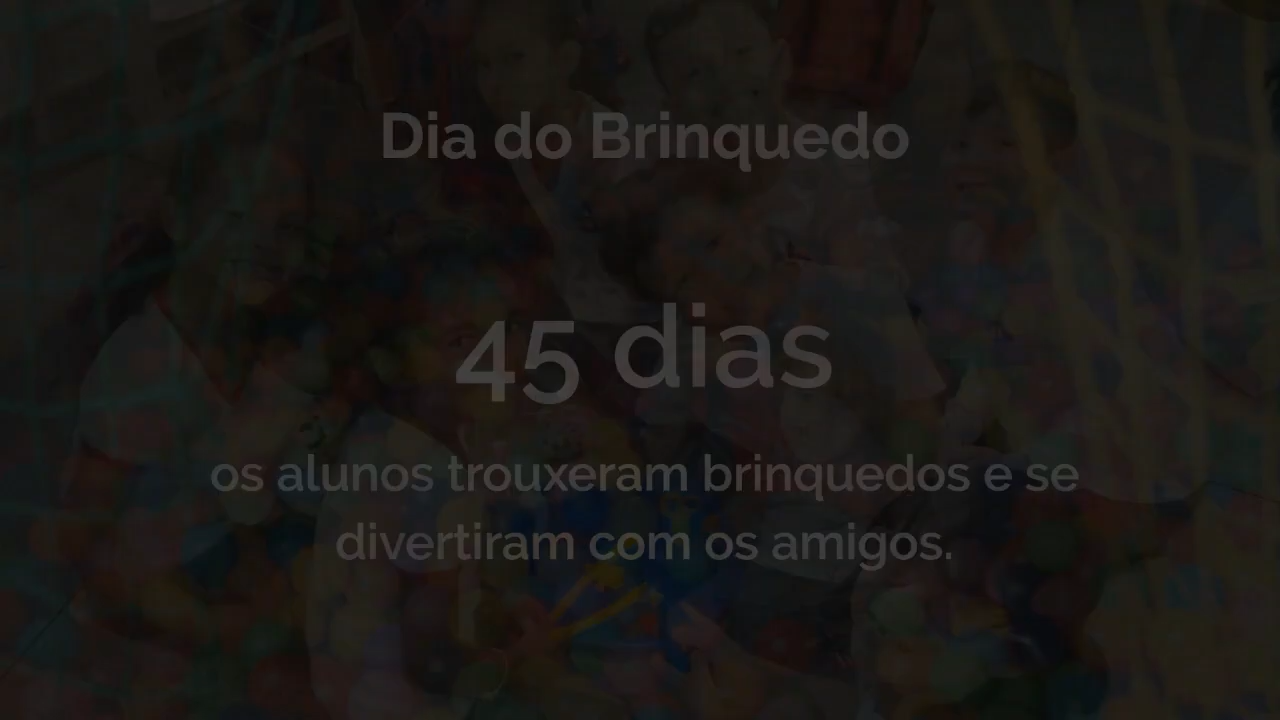 Dia do Brinquedo
45 dias
os alunos trouxeram brinquedos e se
divertiram com os amigos.